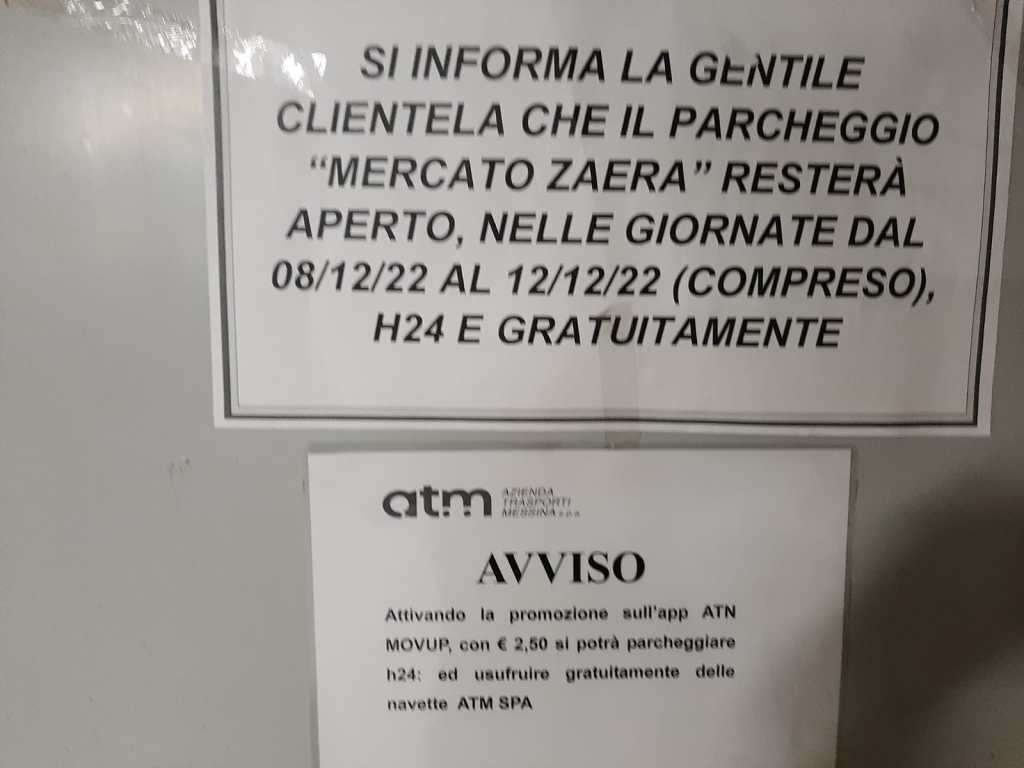 SI INFORMA LA GENTILE
CLIENTELA CHE IL PARCHEGGIO
“MERCATO ZAERA” RESTERÀ
APERTO, NELLE GIORNATE DAL
08/12/22 AL 12/12/22 (COMPRESO),
H24 E GRATUITAMENTE
atm
AZIENDA
TRASPORTI
MESSINA s.p.a.
AVVISO
Attivando la promozione sull'app ATN
MOVUP, con € 2,50 si potrà parcheggiare
h24: ed usufruire gratuitamente delle
navette ATM SPA